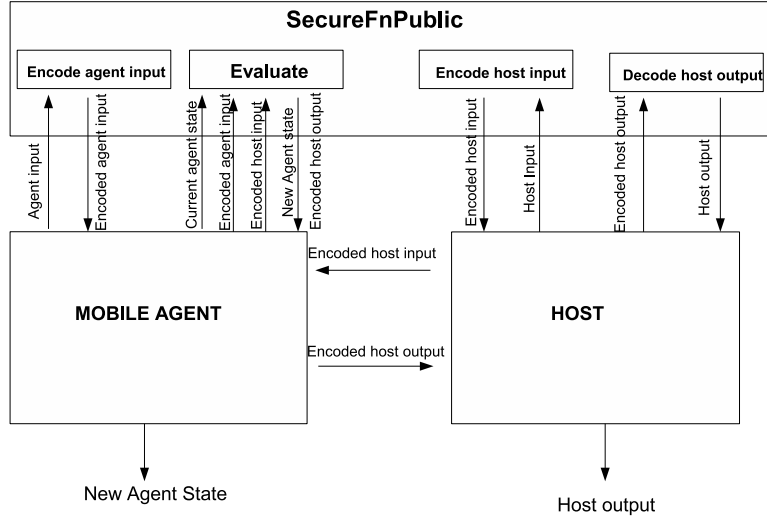 SecureFnPublic
Encode agent input
Evaluate
Encode host input
Decode host output
Agent input
Encoded agent input
Current agent state
Encoded agent input
Encoded host input
New Agent state
Encoded host output
Encoded host input
Host Input
Encoded host output
Host output
Encoded host input
MOBILE AGENT
HOST
Encoded host output
New Agent State
Host output